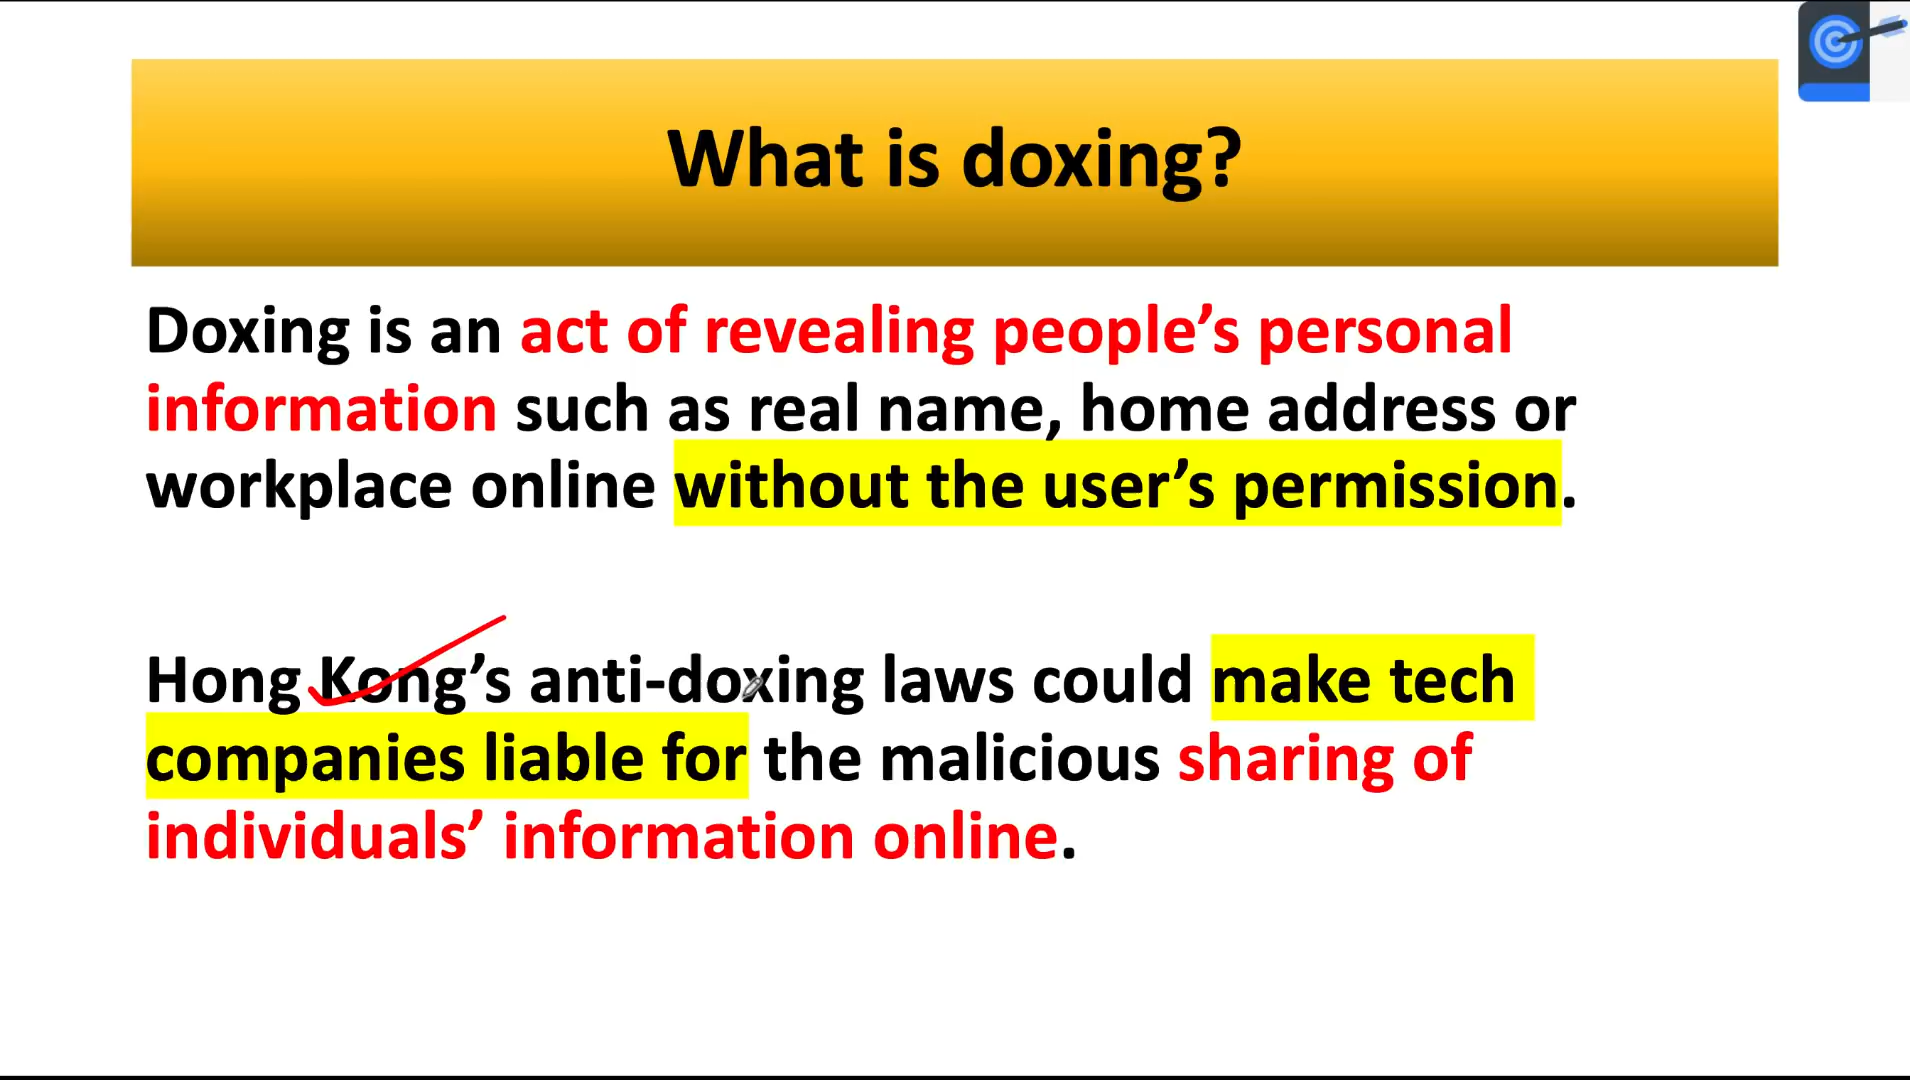 What is doxing?
Doxing is an act of revealing people’s personal
information such as real name, home address or
workplace online without the user’s permission.
Hong Kong’s anti-doxing laws could make tech
companies liable for the malicious sharing of
individuals’ information online.